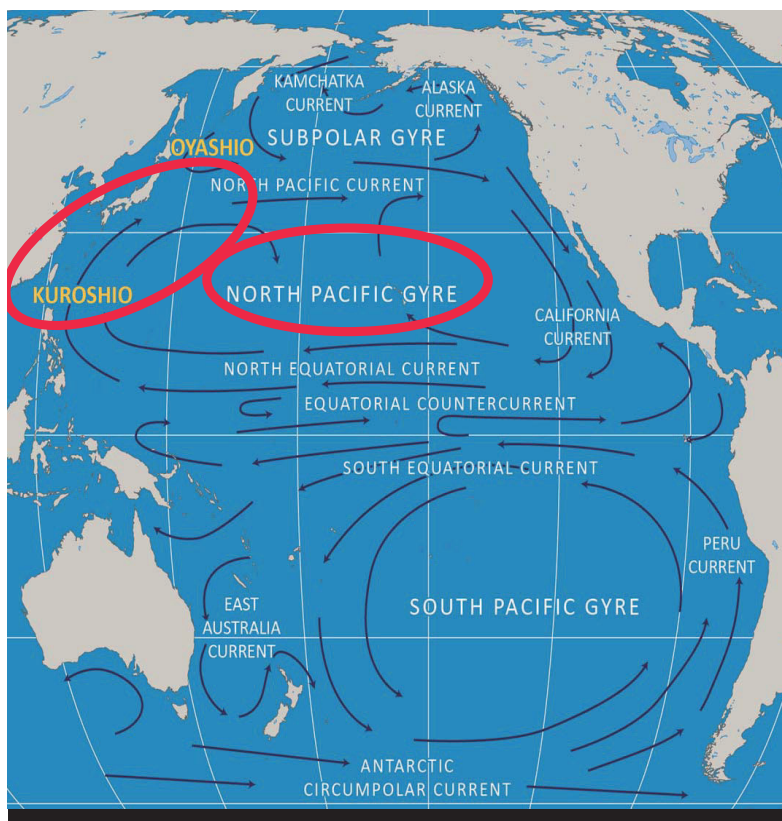 KAMCHATKA
CURRENT
ALASKA
CURRENT
SUBPOLAR GYRE
OYASHIO
NORTH PACIFIC CURRENT
KUROSHIO
NORTH PACIFIC GYRE
CALIFORNIA
CURRENT
NORTH EQUATORIAL CURRENT
EQUATORIAL COUNTERCURRENT
SOUTH EQUATORIAL CURRENT
PERU
CURRENT
EAST
AUSTRALIA
CURRENT
SOUTH PACIFIC GYRE
ANTARCTIC
CIRCUMPOLAR CURRENT